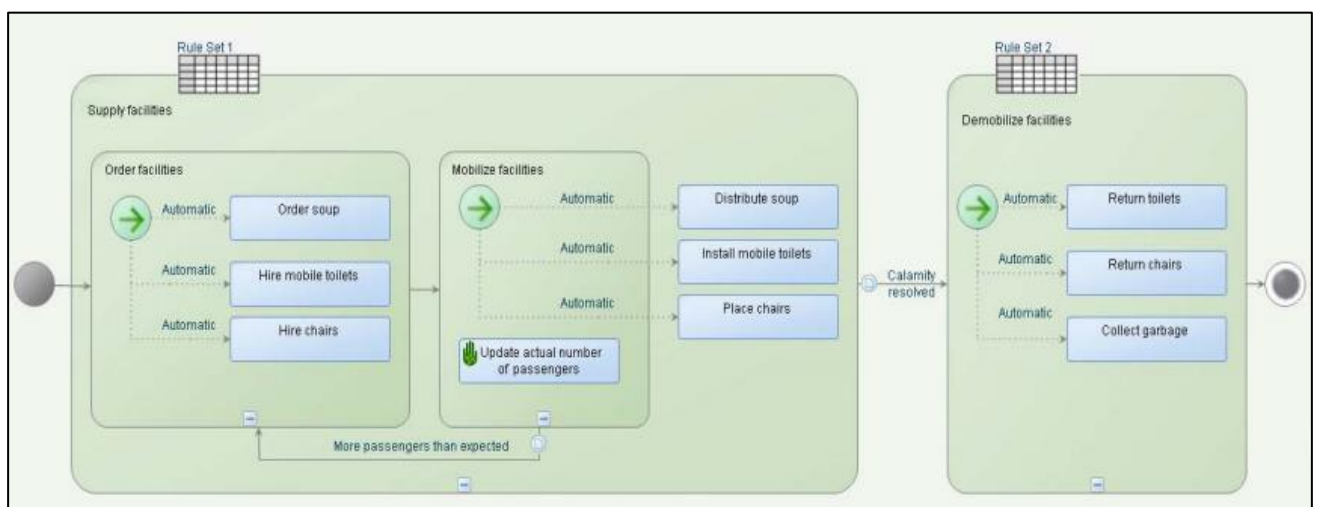 Rule Set 1
Rule Set 2
Supply facilities
Demobilize facilities
Order facilities
Mobilize facilities
Automatic
Order soup
Automatic
Hire mobile toilets
Automatic
Hire chairs
Automatic
Distribute soup
Automatic
Install mobile toilets
Automatic
Place chairs
Update actual number
of passengers
More passengers than expected
Calamity
resolved
Automatic
Return toilets
Automatic
Return chairs
Automatic
Collect garbage